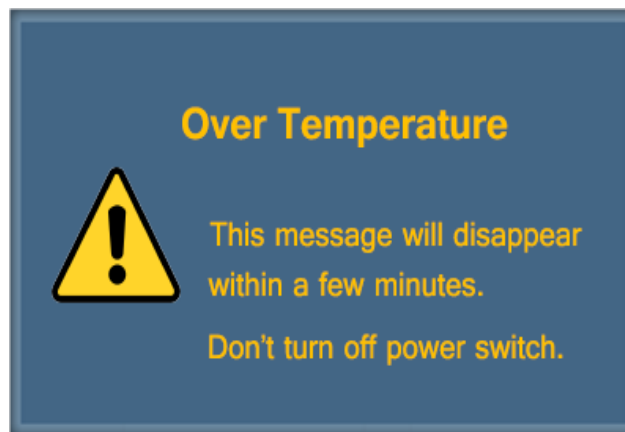 Over Temperature
This message will disappear
within a few minutes.
Don't turn off power switch.